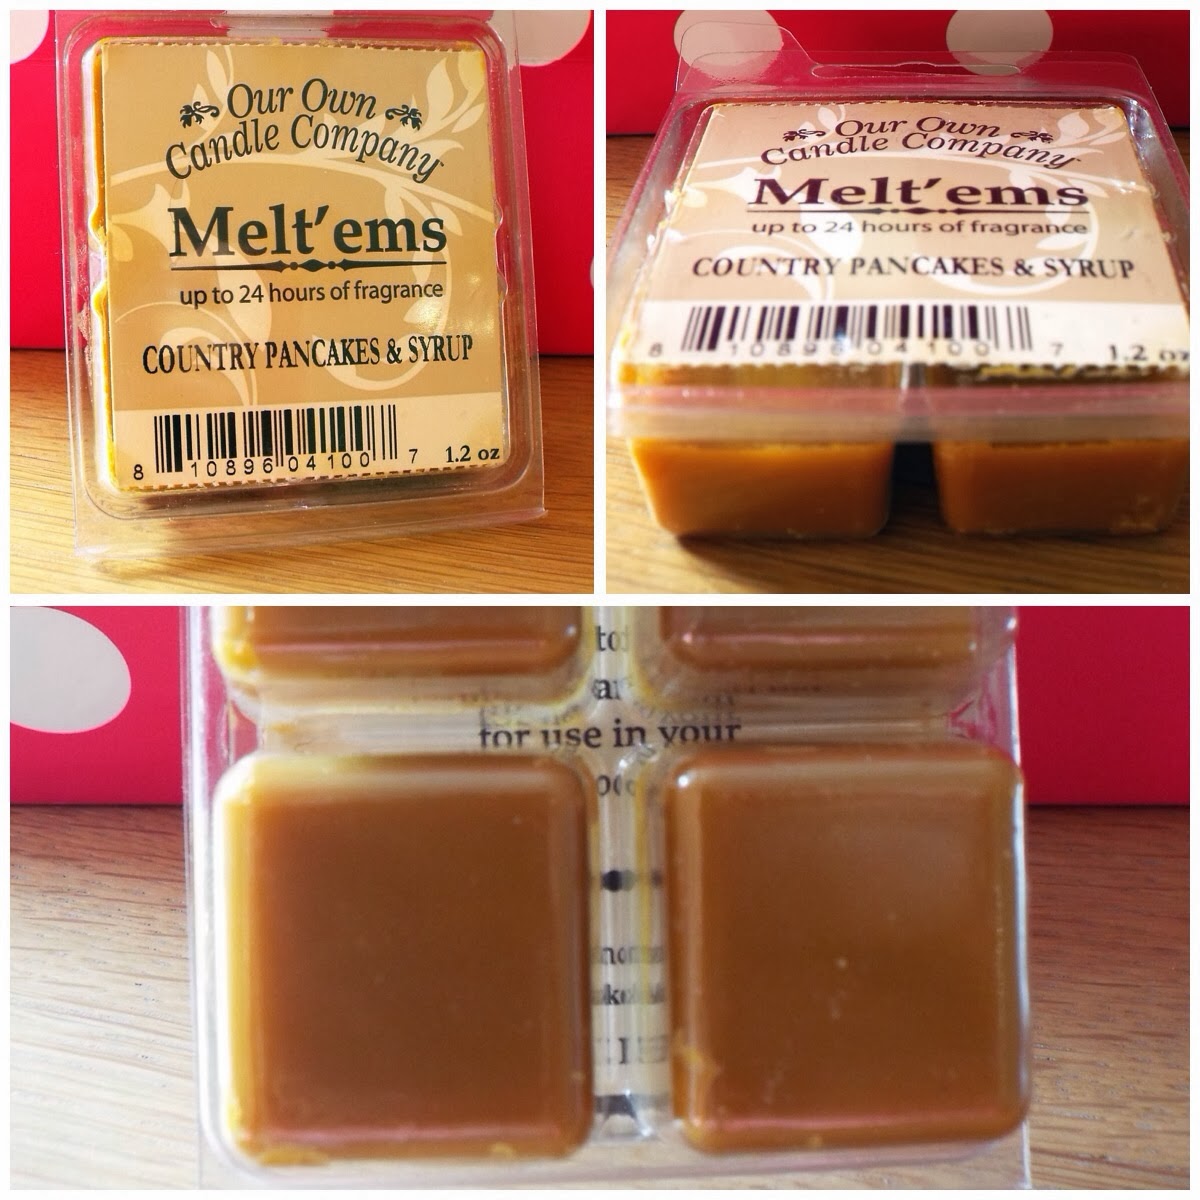 Our Own
Candle Company
Melt'ems
up to 24 hours of fragrance
COUNTRY PANCAKES & SYRUP
8 10896 04100 7 1.2 oz
Our Own
Candle Company
Melt'ems
up to 24 hours of fragrance
COUNTRY PANCAKES & SYRUP
8 10896 04100 7 1.2 oz
for use in your